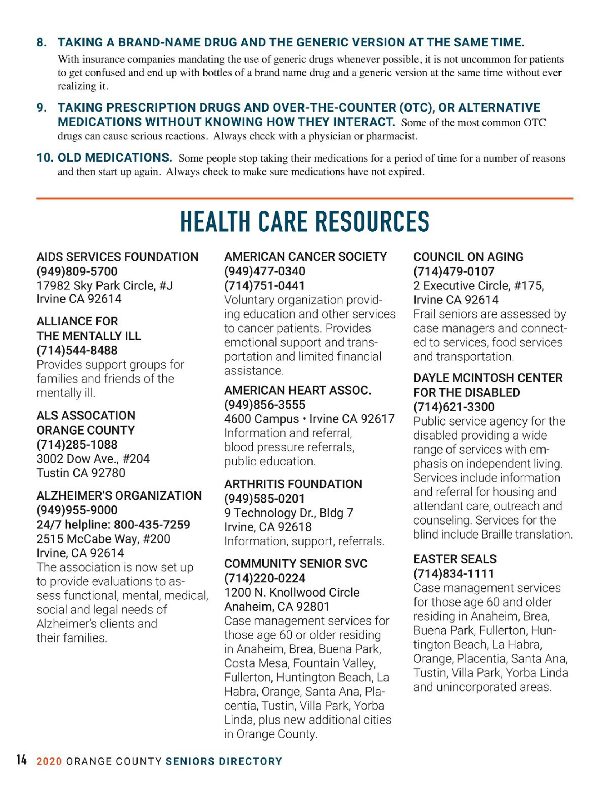 8. TAKING A BRAND-NAME DRUG AND THE GENERIC VERSION AT THE SAME TIME.
With insurance companies mandating the use of generic drugs whenever possible, it is not uncommon for patients
to get confused and end up with bottles of a brand name drug and a generic version at the same time without ever
realizing it.
9. TAKING PRESCRIPTION DRUGS AND OVER-THE-COUNTER (OTC), OR ALTERNATIVE
MEDICATIONS WITHOUT KNOWING HOW THEY INTERACT. Some of the most common OTC
drugs can cause serious reactions. Always check with a physician or pharmacist.
10. OLD MEDICATIONS. Some people stop taking their medications for a period of time for a number of reasons
and then start up again. Always check to make sure medications have not expired.
HEALTH CARE RESOURCES
AIDS SERVICES FOUNDATION
(949)809-5700
17982 Sky Park Circle, #J
Irvine CA 92614
ALLIANCE FOR
THE MENTALLY ILL
(714)544-8488
Provides support groups for
families and friends of the
mentally ill.
ALS ASSOCATION
ORANGE COUNTY
(714)285-1088
3002 Dow Ave., #204
Tustin CA 92780
ALZHEIMER'S ORGANIZATION
(949)955-9000
24/7 helpline: 800-435-7259
2515 McCabe Way, #200
Irvine, CA 92614
The association is now set up
to provide evaluations to as-
sess functional, mental, medical,
social and legal needs of
Alzheimer's clients and
their families.
AMERICAN CANCER SOCIETY
(949)477-0340
(714)751-0441
Voluntary organization provid-
ing education and other services
to cancer patients. Provides
emotional support and trans-
portation and limited financial
assistance.
AMERICAN HEART ASSOC.
(949)856-3555
4600 Campus • Irvine CA 92617
Information and referral,
blood pressure referrals,
public education.
ARTHRITIS FOUNDATION
(949)585-0201
9 Technology Dr., Bldg 7
Irvine, CA 92618
Information, support, referrals.
COMMUNITY SENIOR SVC
(714)220-0224
1200 N. Knollwood Circle
Anaheim, CA 92801
Case management services for
those age 60 or older residing
in Anaheim, Brea, Buena Park,
Costa Mesa, Fountain Valley,
Fullerton, Huntington Beach, La
Habra, Orange, Santa Ana, Pla-
centia, Tustin, Villa Park, Yorba
Linda, plus new additional cities
in Orange County.
COUNCIL ON AGING
(714)479-0107
2 Executive Circle, #175,
Irvine CA 92614
Frail seniors are assessed by
case managers and connect-
ed to services, food services
and transportation.
DAYLE MCINTOSH CENTER
FOR THE DISABLED
(714)621-3300
Public service agency for the
disabled providing a wide
range of services with em-
phasis on independent living.
Services include information
and referral for housing and
attendant care, outreach and
counseling. Services for the
blind include Braille translation.
EASTER SEALS
(714)834-1111
Case management services
for those age 60 and older
residing in Anaheim, Brea,
Buena Park, Fullerton, Hun-
tington Beach, La Habra,
Orange, Placentia, Santa Ana,
Tustin, Villa Park, Yorba Linda
and unincorporated areas.
14 2020 ORANGE COUNTY SENIORS DIRECTORY